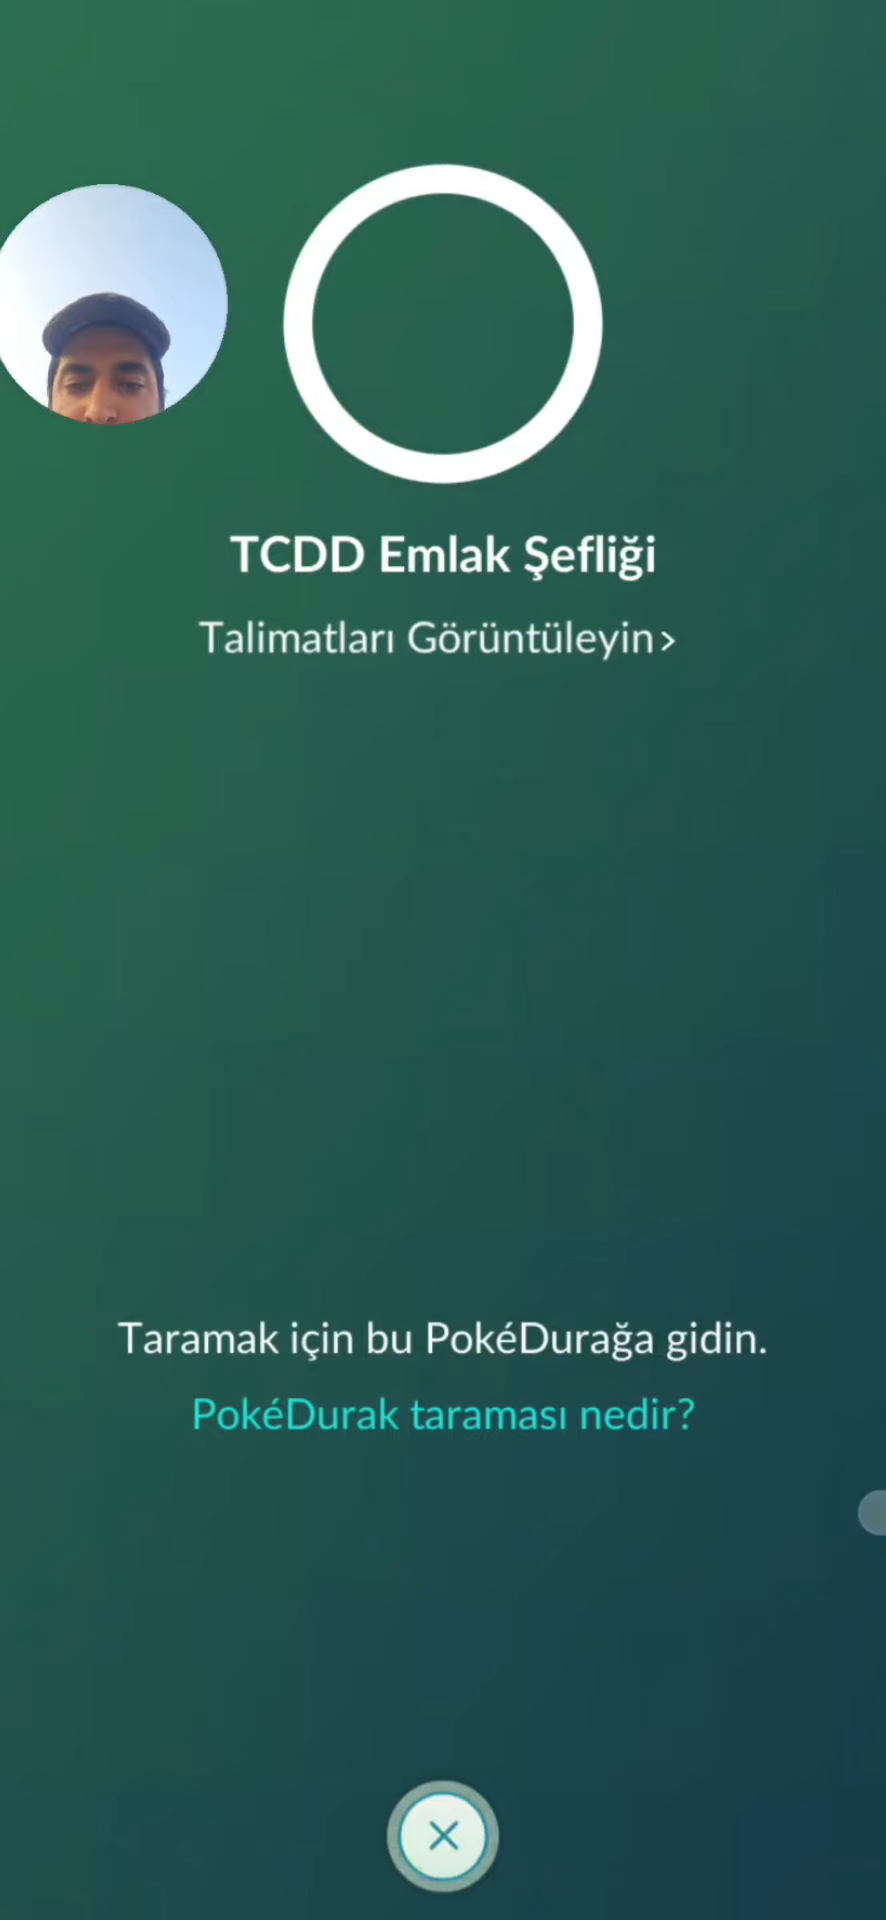 TCDD Emlak Şefliği
Talimatları Görüntüleyin >
Taramak için bu PokéDurağa gidin.
PokéDurak taraması nedir?